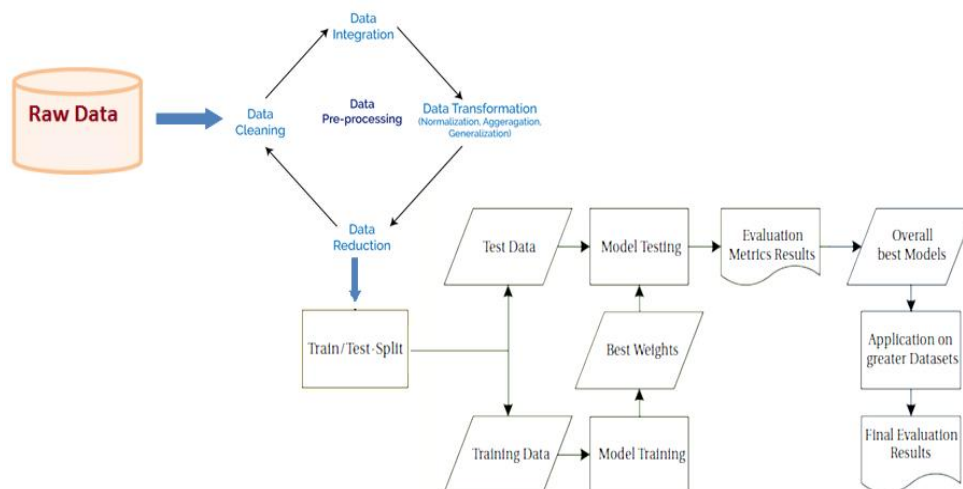 Data
Integration
Raw Data
Data
Cleaning
Data
Pre-processing
Data Transformation
(Normalization, Aggeragation,
Generalization)
Data
Reduction
Test Data
Model Testing
Evaluation
Metrics Results
Overall
best Models
Train/Test-Split
Best Weights
Application on
greater Datasets
Training Data
Model Training
Final Evaluation
Results